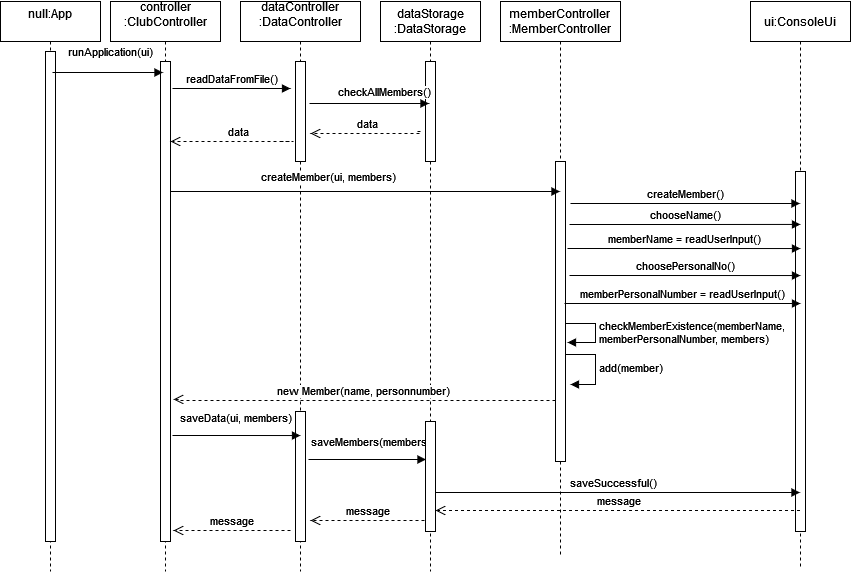 null:App
controller
:ClubController
dataController
:DataController
dataStorage
:DataStorage
memberController
:MemberController
ui:ConsoleUi
runApplication(ui)
readDataFromFile()
checkAllMembers()
data
data
createMember(ui, members)
createMember()
chooseName()
memberName = readUserInput()
choosePersonalNo()
memberPersonalNumber = readUserInput()
checkMemberExistence(memberName,
memberPersonalNumber, members)
add(member)
new Member(name, personnumber)
saveData(ui, members)
saveMembers(members
saveSuccessful()
message
message
message